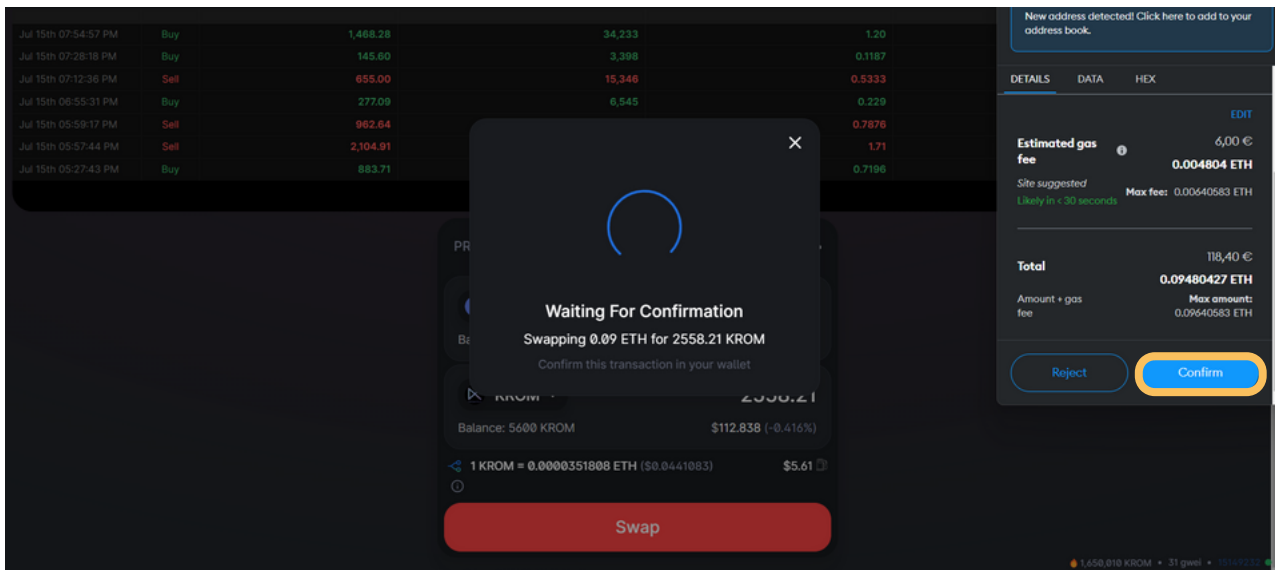 Jul 15th 07:54:57 PM Buy 1,468.28 34,233 1.20
Jul 15th 07:28:18 PM Buy 145.60 3,398 0.1187
Jul 15th 07:12:36 PM Sell 655.00 15,346 0.5333
Jul 15th 06:55:31 PM Buy 277.09 6,545 0.229
Jul 15th 05:59:17 PM Sell 962.64 0.7876
Jul 15th 05:57:44 PM Sell 2,104.91 1.71
Jul 15th 05:27:43 PM Buy 883.71 0.7196
PR
Waiting For Confirmation
Swapping 0.09 ETH for 2558.21 KROM
Ba
Confirm this transaction in your wallet
KROM 2558.21
Balance: 5600 KROM $112.838 (-0.416%)
1 KROM = 0.0000351808 ETH ($0.0441083) $5.61
Swap
New address detected! Click here to add to your
address book.
DETAILS DATA HEX
EDIT
Estimated gas 6,00 €
fee 0.004804 ETH
Site suggested Max fee: 0.00640583 ETH
Likely in < 30 seconds
118,40 €
Total
0.09480427 ETH
Amount + gas Max amount:
fee 0.09640583 ETH
Reject Confirm
1,650,010 KROM • 31 gwei •